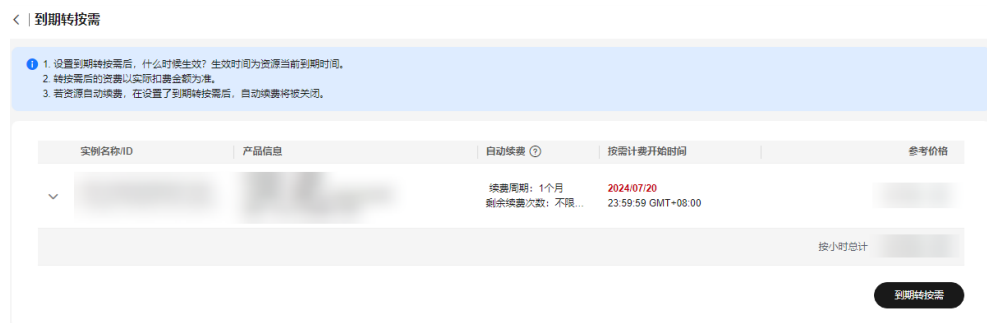 到期转按需
1. 设置到期转按需后，什么时候生效？生效时间为资源当前到期时间。
2. 转按需后的资费以实际扣费金额为准。
3. 若资源自动续费，在设置了到期转按需后，自动续费将被关闭。
实例名称/ID 产品信息 自动续费 按需计费开始时间 参考价格
续费周期：1个月 2024/07/20
剩余续费次数：不限... 23:59:59 GMT+08:00
按小时总计
到期转按需